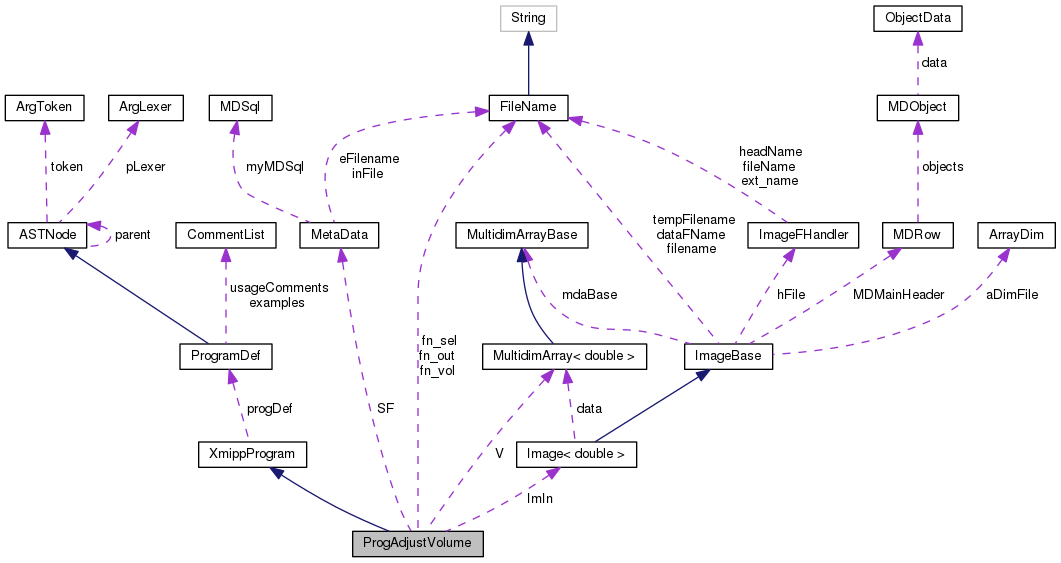 String
ObjectData
data
ArgToken
ArgLexer
MDSql
FileName
MDObject
token
pLexer
myMDSql
eFilename
inFile
headName
fileName
ext_name
objects
ASTNode
parent
CommentList
MetaData
MultidimArrayBase
tempFilename
dataFName
filename
ImageFHandler
MDRow
ArrayDim
usageComments
examples
mdaBase
hFile
MDMainHeader
aDimFile
ProgramDef
fn_sel
fn_out
fn_vol
MultidimArray< double >
ImageBase
progDef
SF
data
XmippProgram
V
Image< double >
ImIn
ProgAdjustVolume